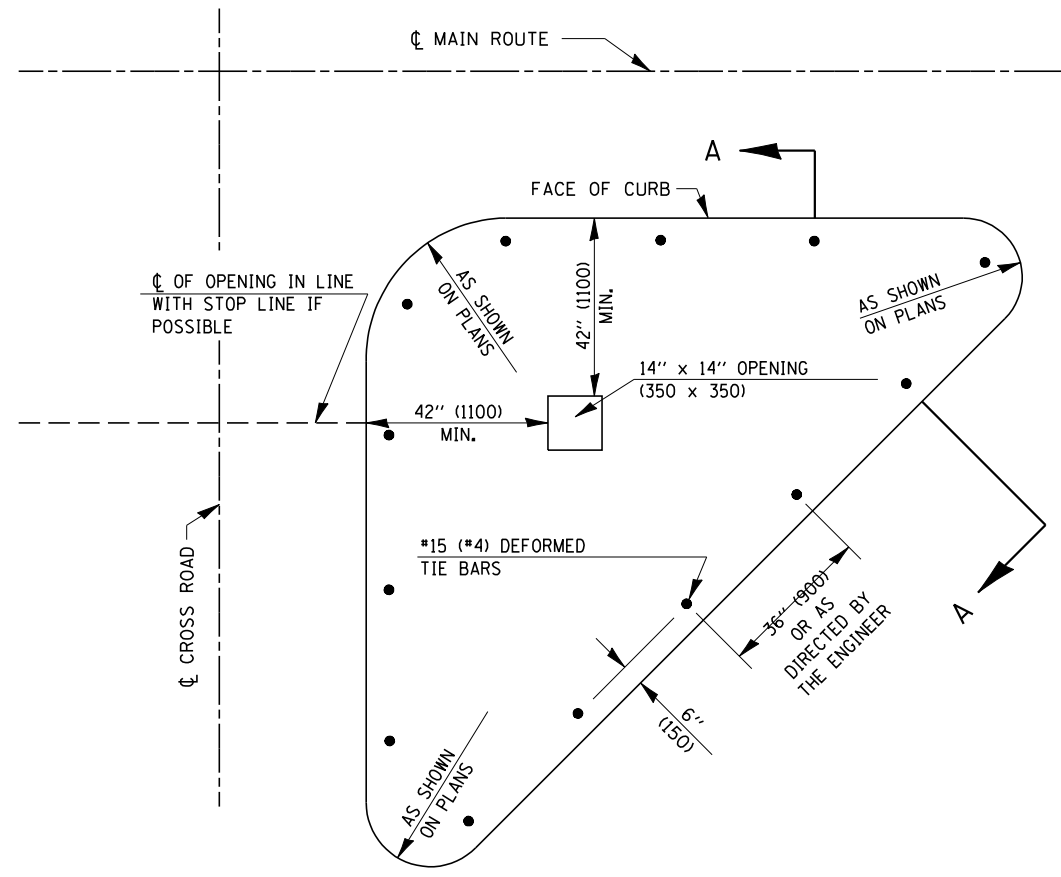 ℄ MAIN ROUTE
A
FACE OF CURB
℄ OF OPENING IN LINE
WITH STOP LINE IF
POSSIBLE
AS SHOWN
ON PLANS
42" (1100)
MIN.
AS SHOWN
ON PLANS
14" x 14" OPENING
(350 x 350)
42" (1100)
MIN.
#15 (#4) DEFORMED
TIE BARS
℄ CROSS ROAD
36" (900)
OR AS
DIRECTED BY
THE ENGINEER
A
6"
(150)
AS SHOWN
ON PLANS